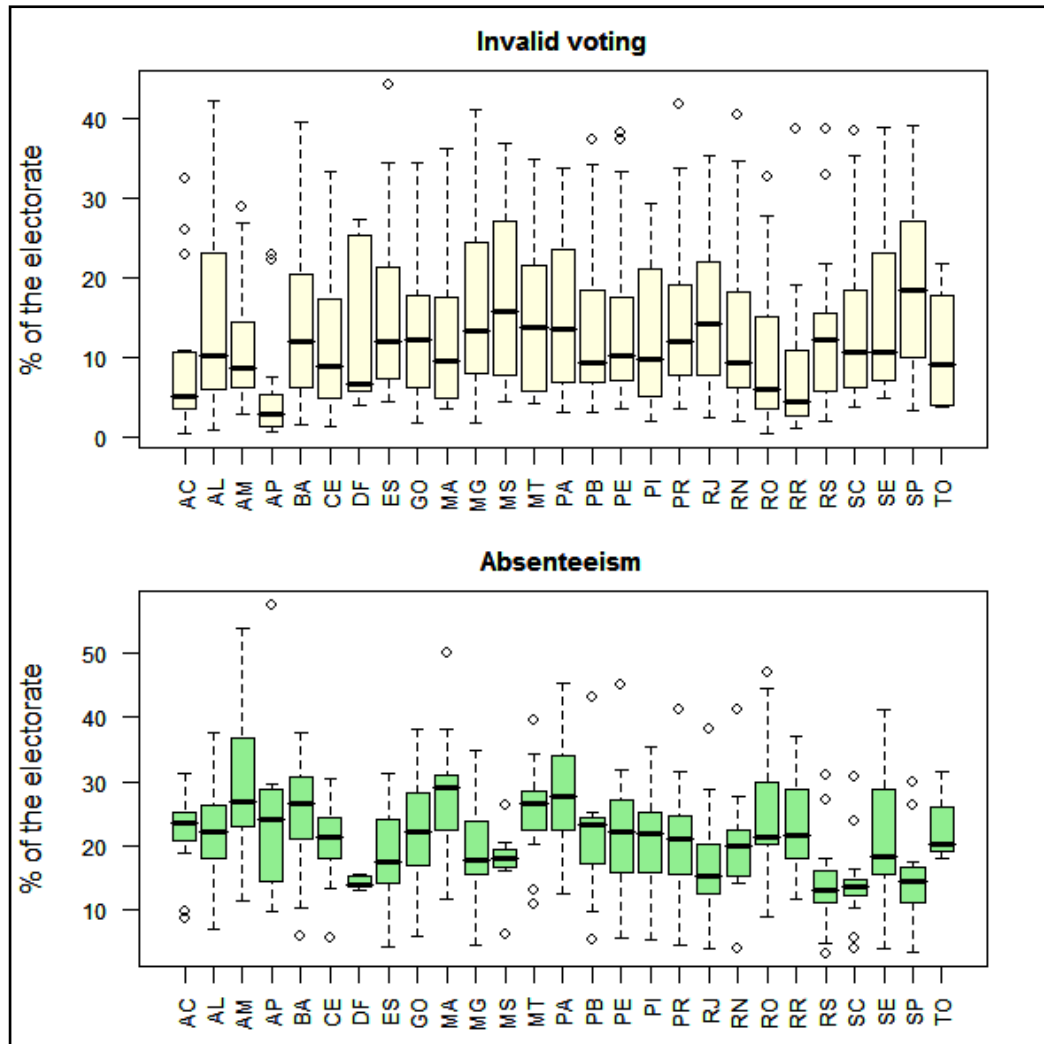 Invalid voting
% of the electorate
40
30
20
10
0
AC AL AM AP BA CE DF ES GO MA MG MS MT PA PB PE PI PR RJ RN RO RR RS SC SE SP TO
Absenteeism
% of the electorate
50
40
30
20
10
AC AL AM AP BA CE DF ES GO MA MG MS MT PA PB PE PI PR RJ RN RO RR RS SC SE SP TO